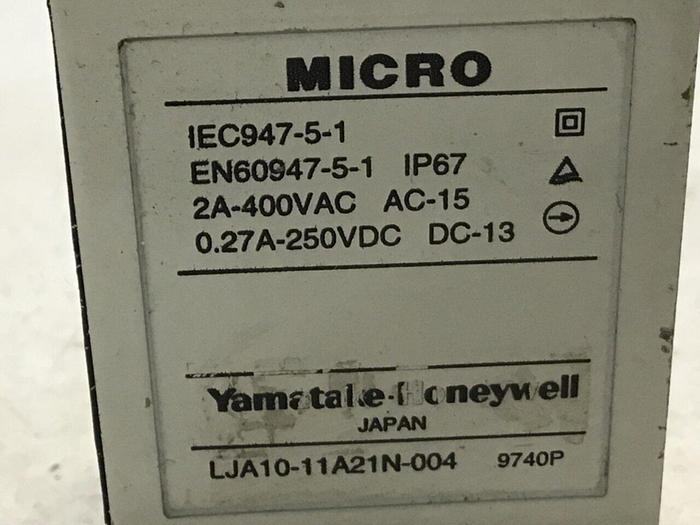 MICRO
IEC947-5-1
EN60947-5-1 IP67
2A-400VAC AC-15
0.27A-250VDC DC-13
Yamatake-Honeywell
JAPAN
LJA10-11A21N-004 9740P